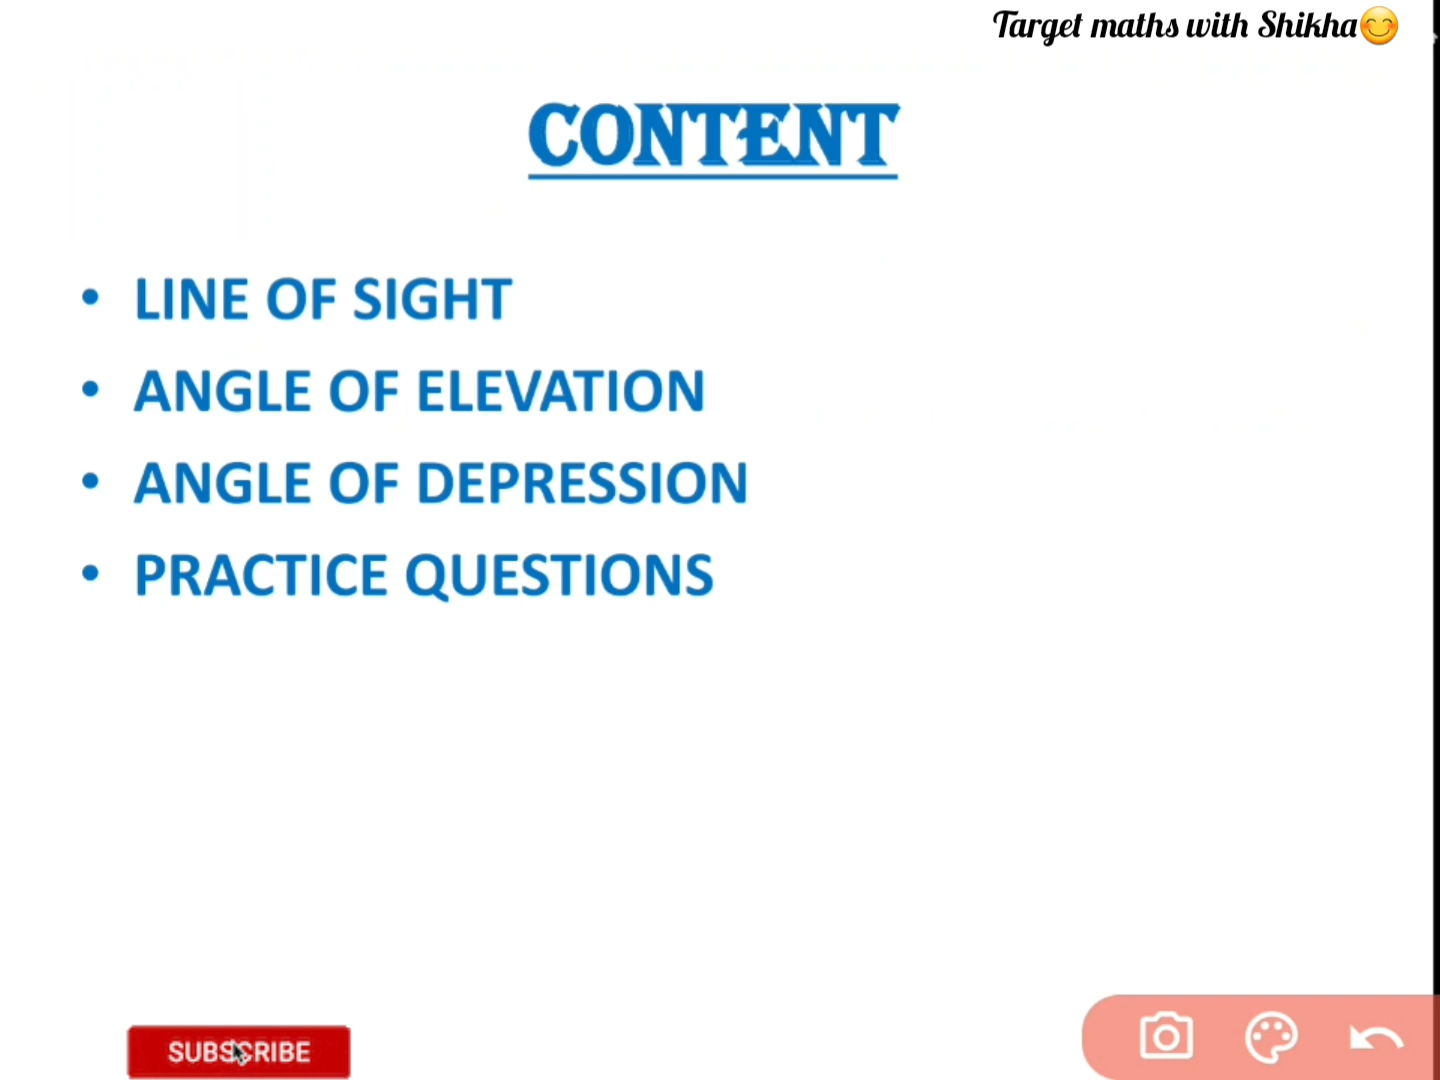 Target maths with Shikha😊
CONTENT
• LINE OF SIGHT
• ANGLE OF ELEVATION
• ANGLE OF DEPRESSION
• PRACTICE QUESTIONS
SUBSCRIBE